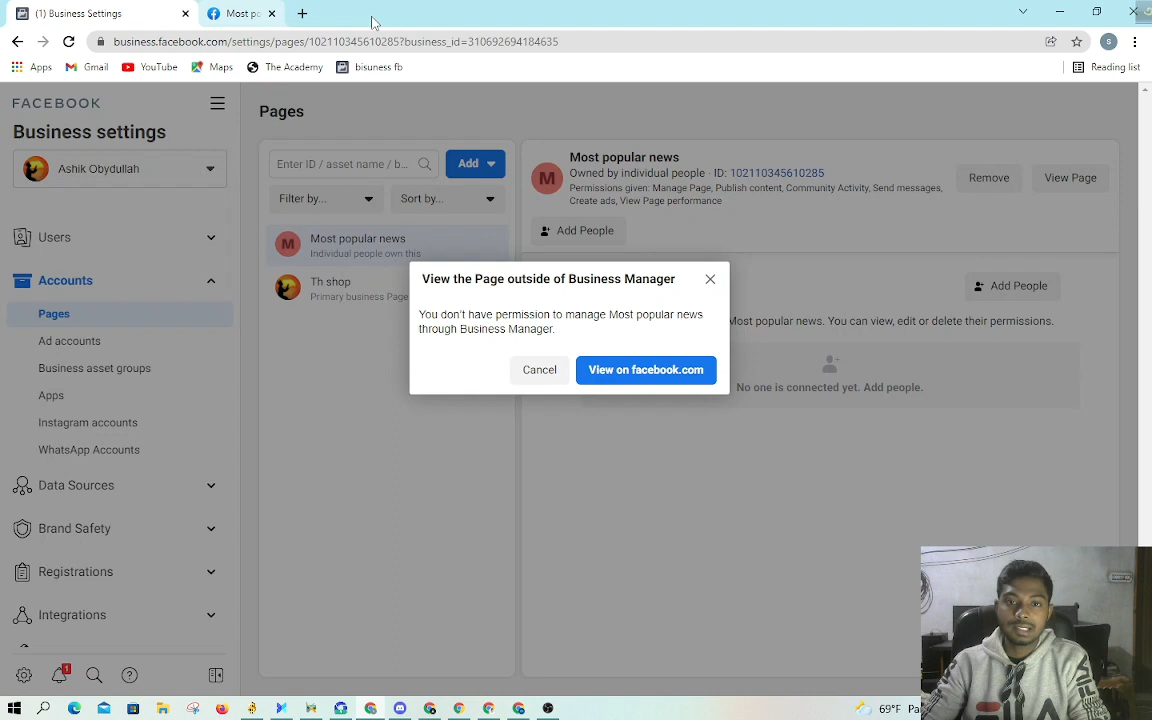 (1) Business Settings
Most po
business.facebook.com/settings/pages/102110345610285?business_id=310692694184635
S
Apps
Gmail
YouTube
Maps
The Academy
bisuness fb
Reading list
FACEBOOK
Business settings
Ashik Obydullah
Users
Accounts
Pages
Ad accounts
Business asset groups
Apps
Instagram accounts
WhatsApp Accounts
Data Sources
Brand Safety
Registrations
Integrations
1
Pages
Enter ID / asset name / b...
Add
Filter by...
Sort by...
M
Most popular news
Individual people own this
Th shop
Primary business Page
M
Most popular news
Owned by individual people · ID: 102110345610285
Permissions given: Manage Page, Publish content, Community Activity, Send messages,
Create ads, View Page performance
Remove
View Page
Add People
Add People
Most popular news. You can view, edit or delete their permissions.
No one is connected yet. Add people.
View the Page outside of Business Manager
You don't have permission to manage Most popular news
through Business Manager.
Cancel
View on facebook.com
FILA
69°F